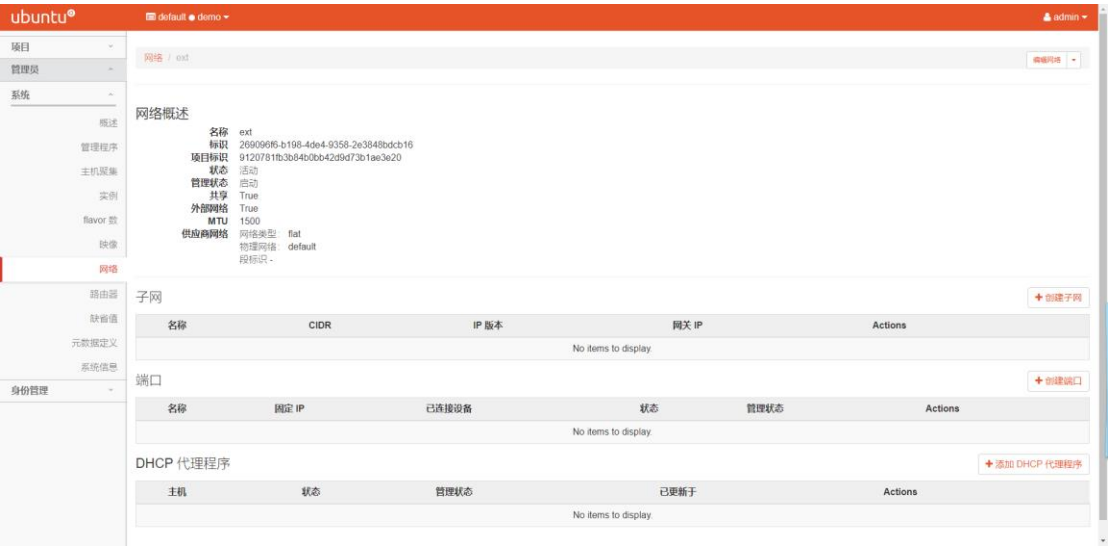 ubuntu®
default demo
admin
项目
管理员
系统
概述
管理程序
主机聚集
实例
flavor 数
映像
网络
路由器
缺省值
元数据定义
系统信息
身份管理
网络 / ext
编辑网络
网络概述
名称 ext
标识 269096f6-b198-4de4-9358-2e3848bdcb16
项目标识 9120781fb3b84b0bb42d9d73b1ae3e20
状态 活动
管理状态 启动
共享 True
外部网络 True
MTU 1500
供应商网络 网络类型: flat
物理网络: default
段标识 -
子网
+ 创建子网
名称 CIDR IP 版本 网关 IP Actions
No items to display.
端口
+ 创建端口
名称 固定 IP 已连接设备 状态 管理状态 Actions
No items to display.
DHCP 代理程序
+ 添加 DHCP 代理程序
主机 状态 管理状态 已更新于 Actions
No items to display.